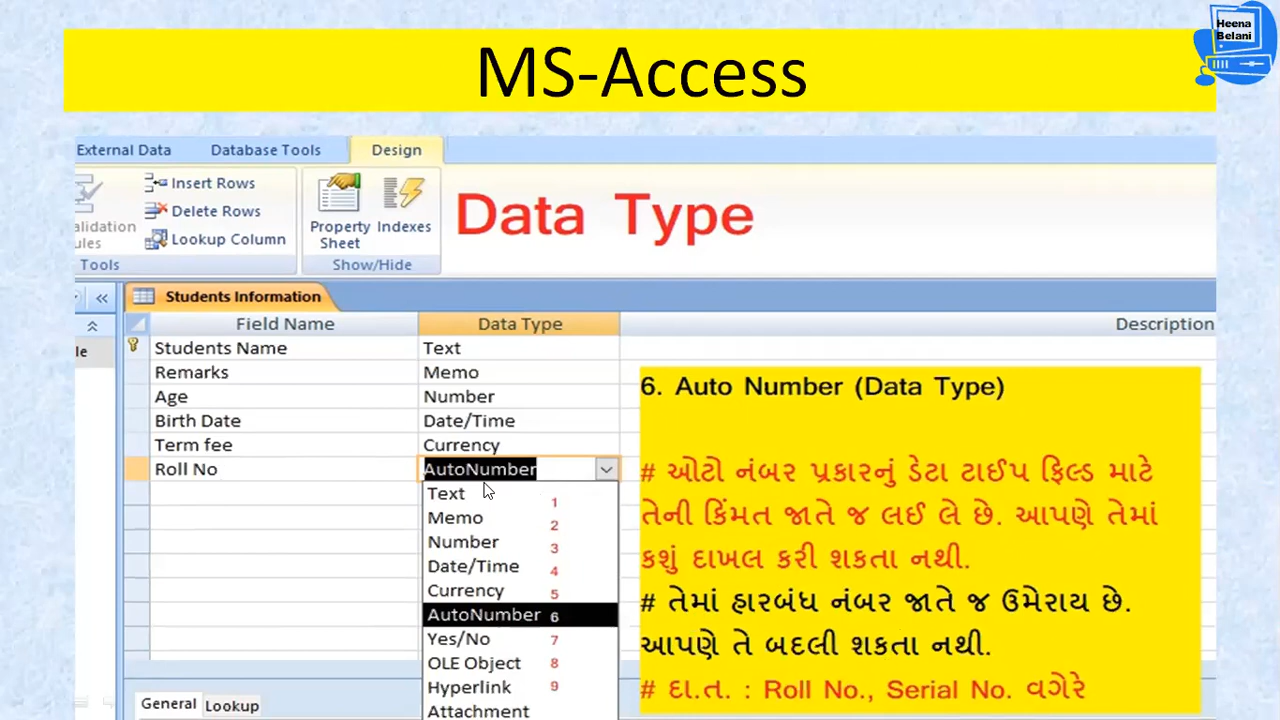 Heena
Belani
MS-Access
External Data Database Tools Design
Insert Rows
Delete Rows
Lookup Column
alidation
ules
Property Indexes
Sheet
Tools
Show/Hide
Data Type
Students Information
Field Name Data Type Description
Students Name Text
Remarks Memo
Age Number
Birth Date Date/Time
Term fee Currency
Roll No AutoNumber
Text 1
Memo 2
Number 3
Date/Time 4
Currency 5
AutoNumber 6
Yes/No 7
OLE Object 8
Hyperlink 9
Attachment
le
General Lookup
6. Auto Number (Data Type)
# ઓટો નંબર પ્રકારનું ડેટા ટાઈપ ફિલ્ડ માટે
તેની કિંમત જાતે જ લઈ લે છે. આપણે તેમાં
કશું દાખલ કરી શકતા નથી.
# તેમાં હારબંધ નંબર જાતે જ ઉમેરાય છે.
આપણે તે બદલી શકતા નથી.
# દા.ત. : Roll No., Serial No. વગેરે